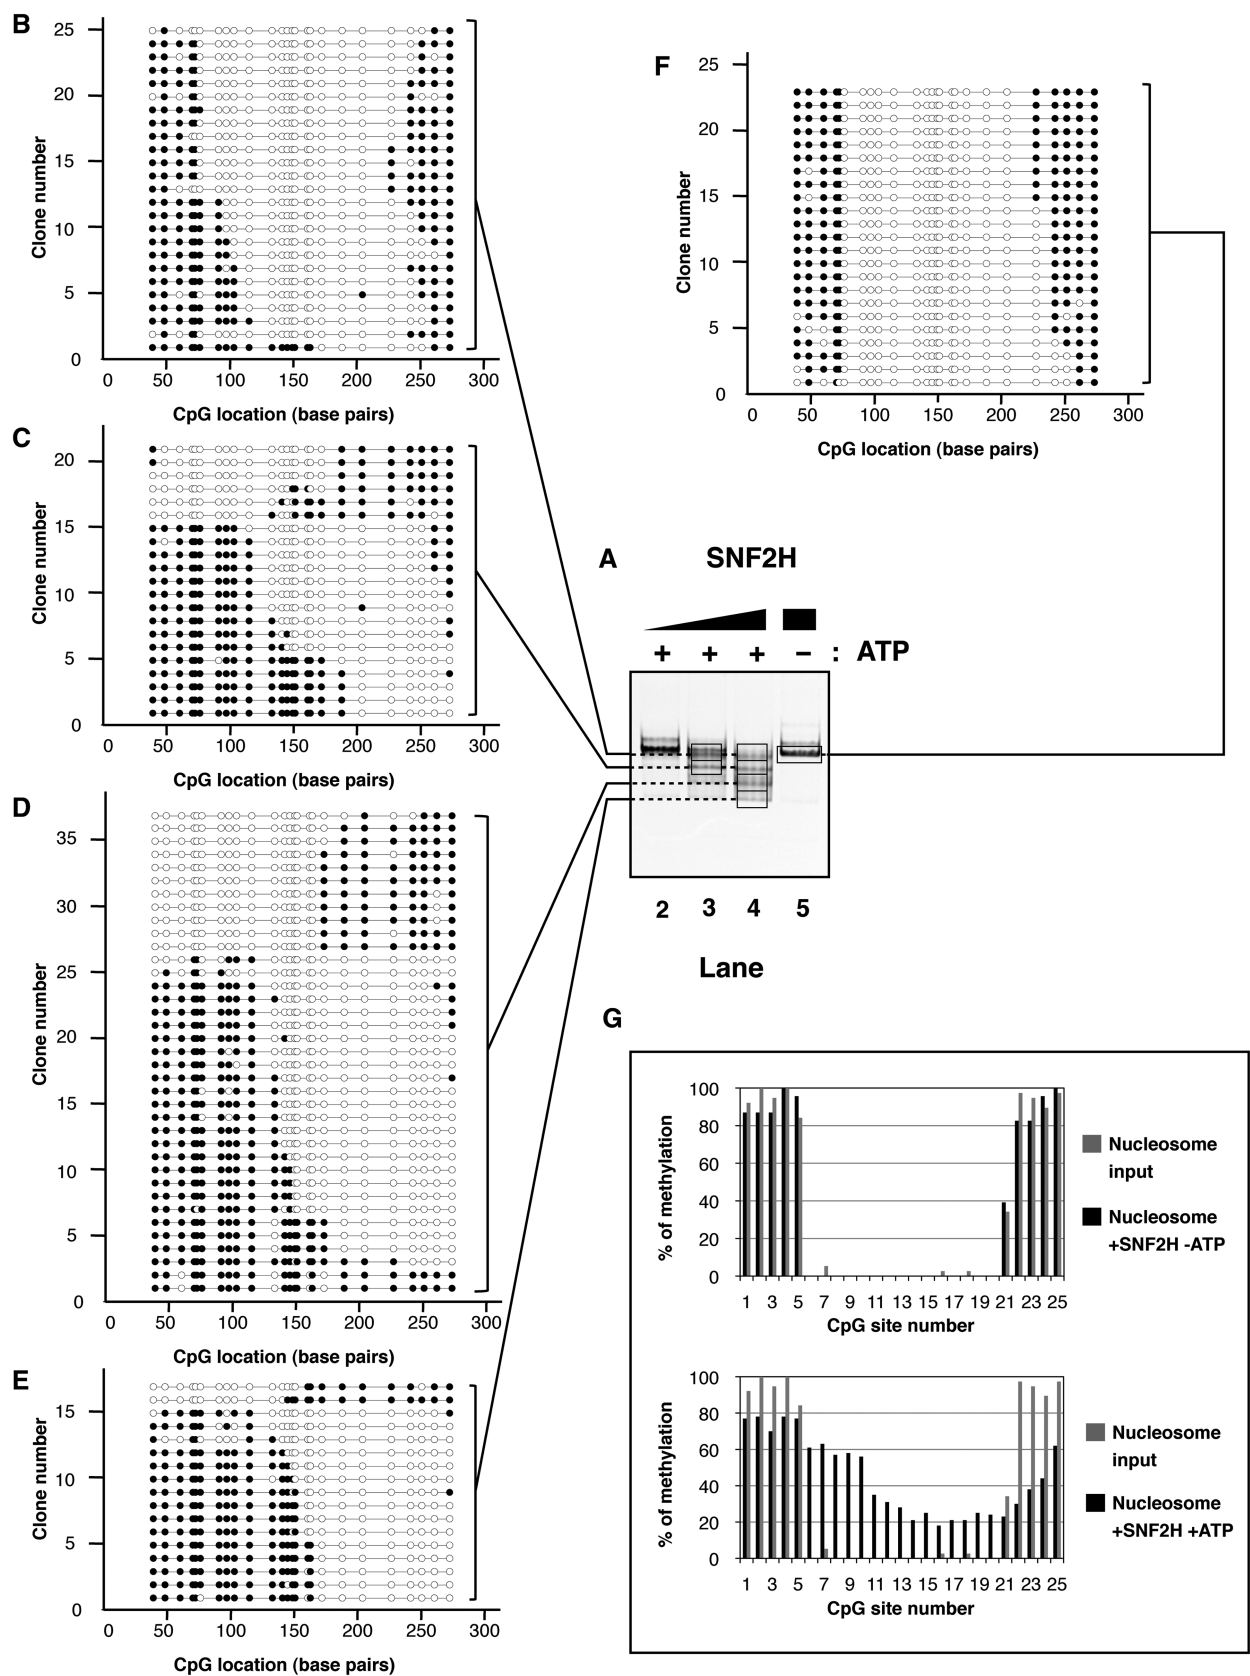 B
25
20
15
10
5
0
Clone number
0 50 100 150 200 250 300
CpG location (base pairs)
C
20
15
10
5
0
Clone number
0 50 100 150 200 250 300
CpG location (base pairs)
D
35
30
25
20
15
10
5
0
Clone number
0 50 100 150 200 250 300
CpG location (base pairs)
E
15
10
5
0
Clone number
0 50 100 150 200 250 300
CpG location (base pairs)
F
25
20
15
10
5
0
Clone number
0 50 100 150 200 250 300
CpG location (base pairs)
A
SNF2H
+ + + – : ATP
2 3 4 5
Lane
G
100
80
60
40
20
0
% of methylation
1 3 5 7 9 11 13 15 17 19 21 23 25
CpG site number
Nucleosome
input
Nucleosome
+SNF2H -ATP
100
80
60
40
20
0
% of methylation
1 3 5 7 9 11 13 15 17 19 21 23 25
CpG site number
Nucleosome
input
Nucleosome
+SNF2H +ATP